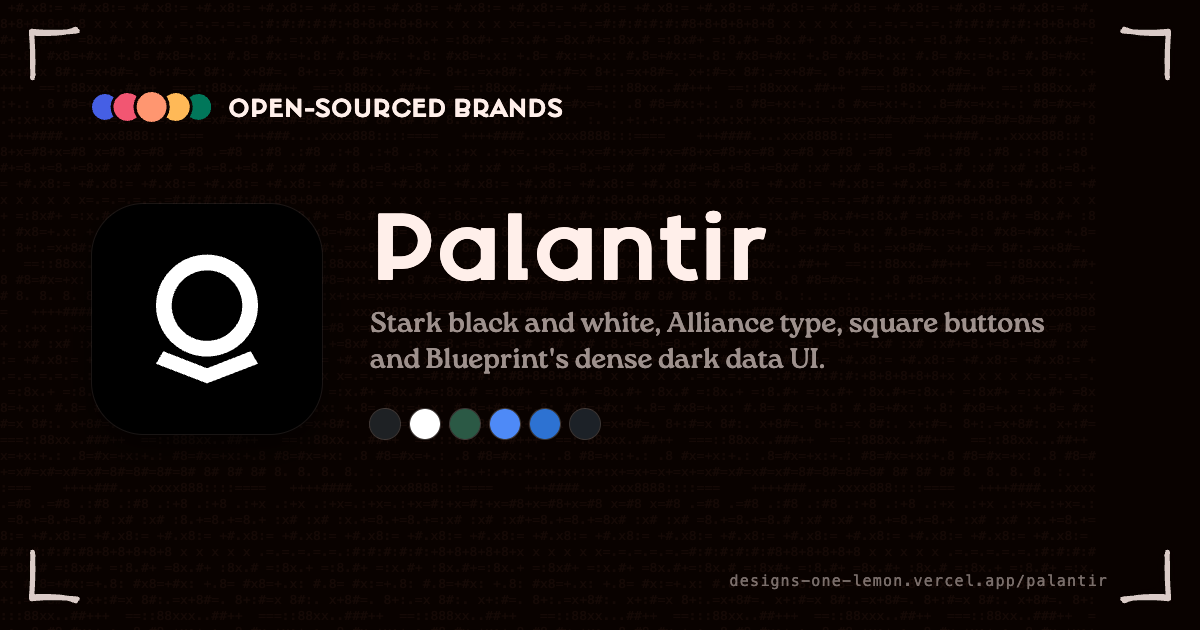 OPEN-SOURCED BRANDS
Palantir
Stark black and white, Alliance type, square buttons
and Blueprint's dense dark data UI.
designs-one-lemon.vercel.app/palantir